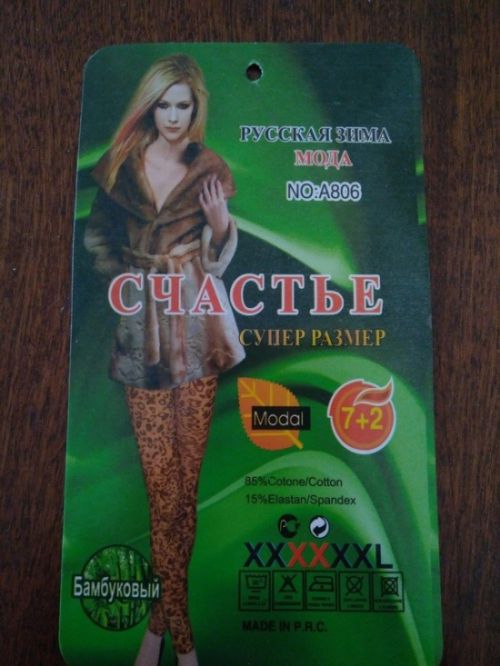 РУССКАЯ ЗИМА
МОДА
NO:A806
СЧАСТЬЕ
СУПЕР РАЗМЕР
Modal
7+2
85%Cotone/Cotton
15%Elastan/Spandex
XXXXXXL
Бамбуковый
MADE IN P.R.C.